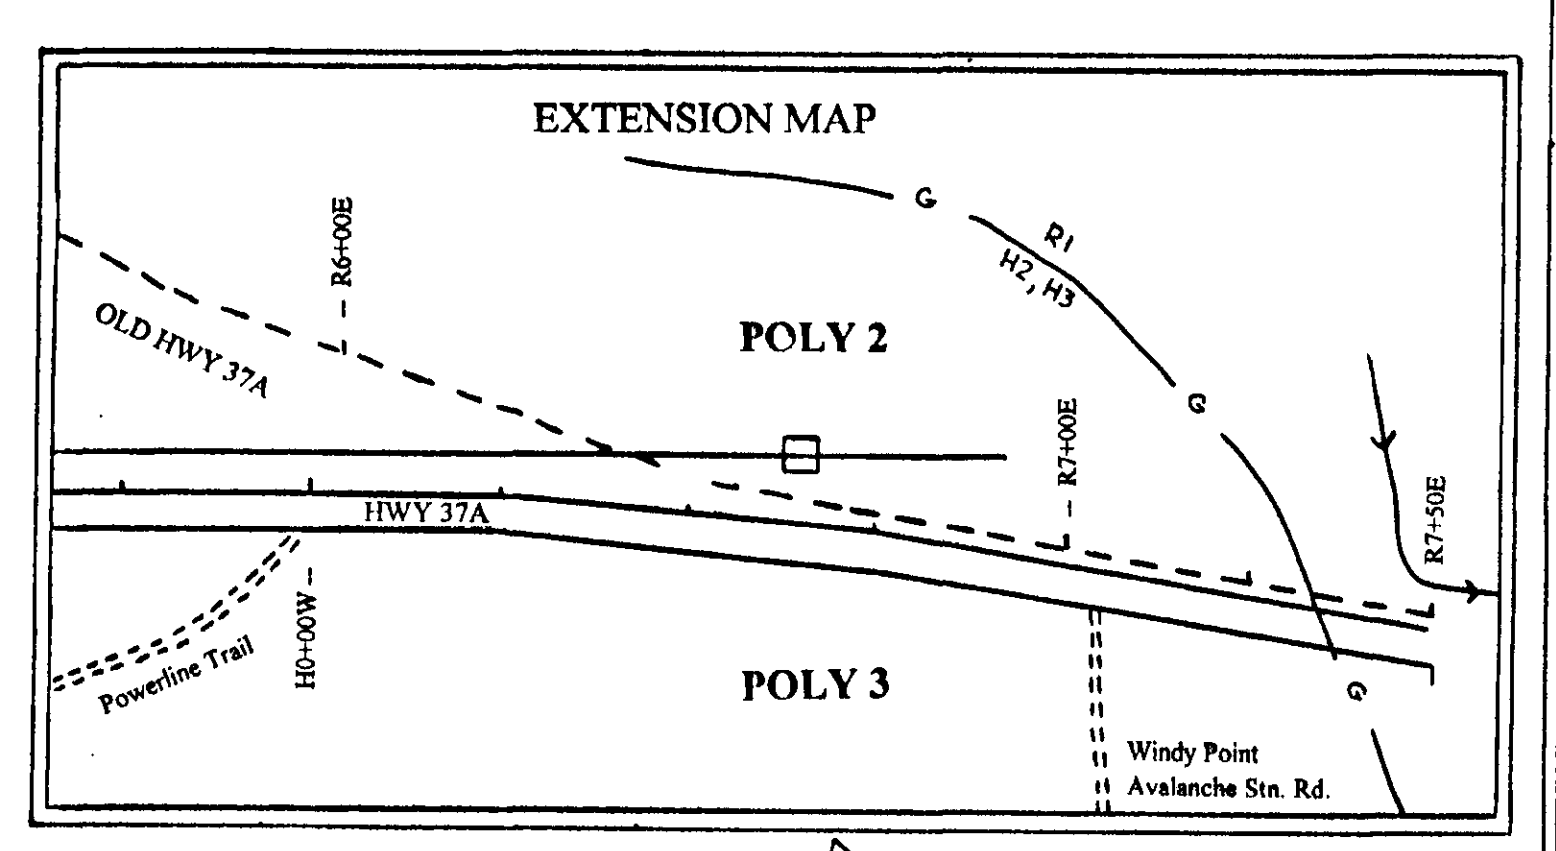 EXTENSION MAP
R6+00E
G
R1
H2, H3
OLD HWY 37A
POLY 2
G
R7+00E
R7+50E
HWY 37A
H0+00W
Powerline Trail
POLY 3
G
Windy Point
Avalanche Stn. Rd.